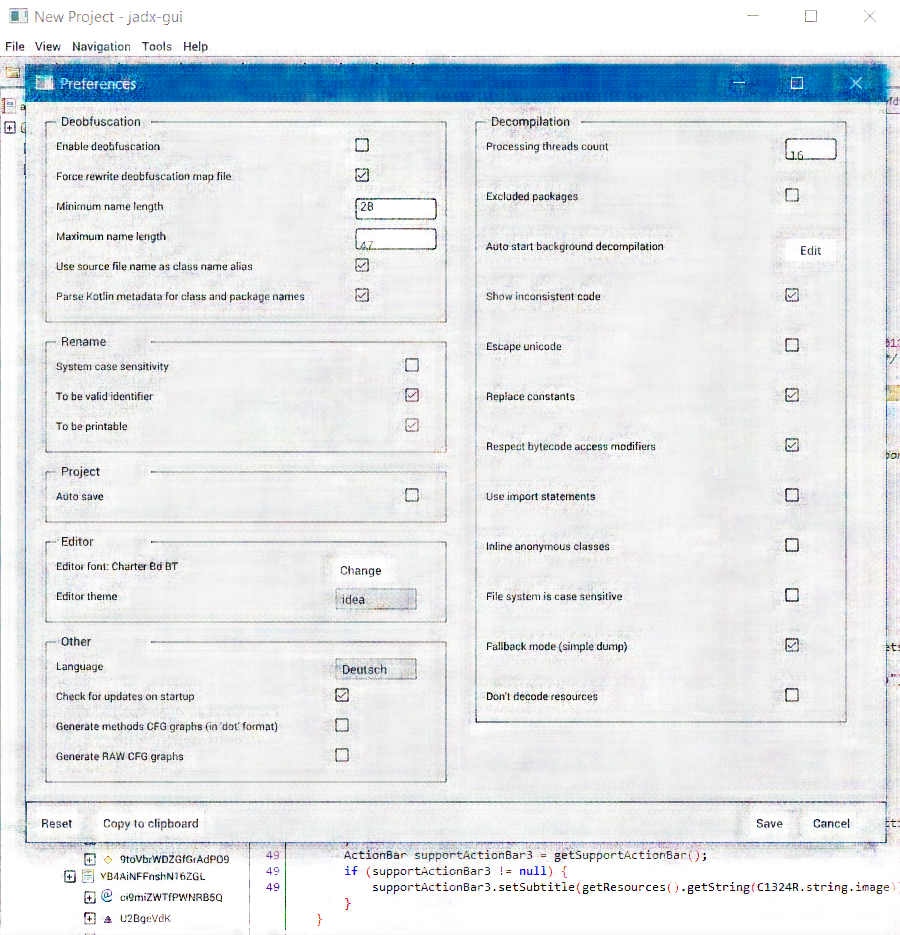 New Project - jadx-gui
File View Navigation Tools Help
Preferences
Deobfuscation
Enable deobfuscation
Force rewrite deobfuscation map file
Minimum name length 28
Maximum name length 47
Use source file name as class name alias
Parse Kotlin metadata for class and package names
Rename
System case sensitivity
To be valid identifier
To be printable
Project
Auto save
Editor
Editor font: Charter Bd BT Change
Editor theme idea
Other
Language Deutsch
Check for updates on startup
Generate methods CFG graphs (in 'dot' format)
Generate RAW CFG graphs
Decompilation
Processing threads count 16
Excluded packages
Auto start background decompilation Edit
Show inconsistent code
Escape unicode
Replace constants
Respect bytecode access modifiers
Use import statements
Inline anonymous classes
File system is case sensitive
Fallback mode (simple dump)
Don't decode resources
Reset Copy to clipboard Save Cancel
9toVbrWDZGfGrAdPO9
YB4AiNFFnshN16ZGL
ci9miZWTfPWNRB5Q
U2BgeVdK
49 ActionBar supportActionBar3 = getSupportActionBar();
49 if (supportActionBar3 != null) {
49 supportActionBar3.setSubtitle(getResources().getString(C1324R.string.image)
}
}